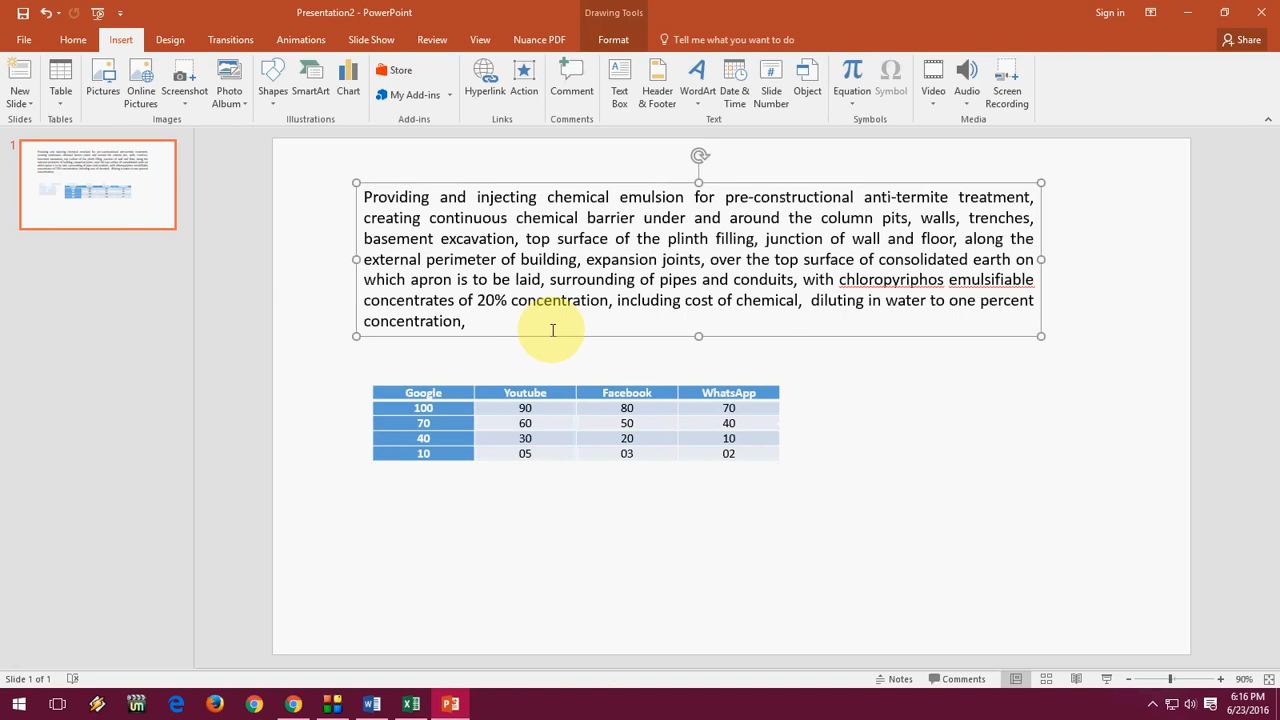 Presentation2 - PowerPoint
Drawing Tools
Sign in
File Home Insert Design Transitions Animations Slide Show Review View Nuance PDF Format Tell me what you want to do Share
New Slide
Table
Pictures
Online Pictures
Screenshot
Photo Album
Shapes
SmartArt
Chart
Store
My Add-ins
Hyperlink
Action
Comment
Text Box
Header & Footer
WordArt
Date & Time
Slide Number
Object
Equation
Symbol
Video
Audio
Screen Recording
Slides Tables Images Illustrations Add-ins Links Comments Text Symbols Media
1
Providing and injecting chemical emulsion for pre-constructional anti-termite treatment,
creating continuous chemical barrier under and around the column pits, walls, trenches,
basement excavation, top surface of the plinth filling, junction of wall and floor, along the
external perimeter of building, expansion joints, over the top surface of consolidated earth on
which apron is to be laid, surrounding of pipes and conduits, with chloropyriphos emulsifiable
concentrates of 20% concentration, including cost of chemical, diluting in water to one percent
concentration,
Google Youtube Facebook WhatsApp
100 90 80 70
70 60 50 40
40 30 20 10
10 05 03 02
Slide 1 of 1
Notes
Comments
90%
6:16 PM
6/23/2016